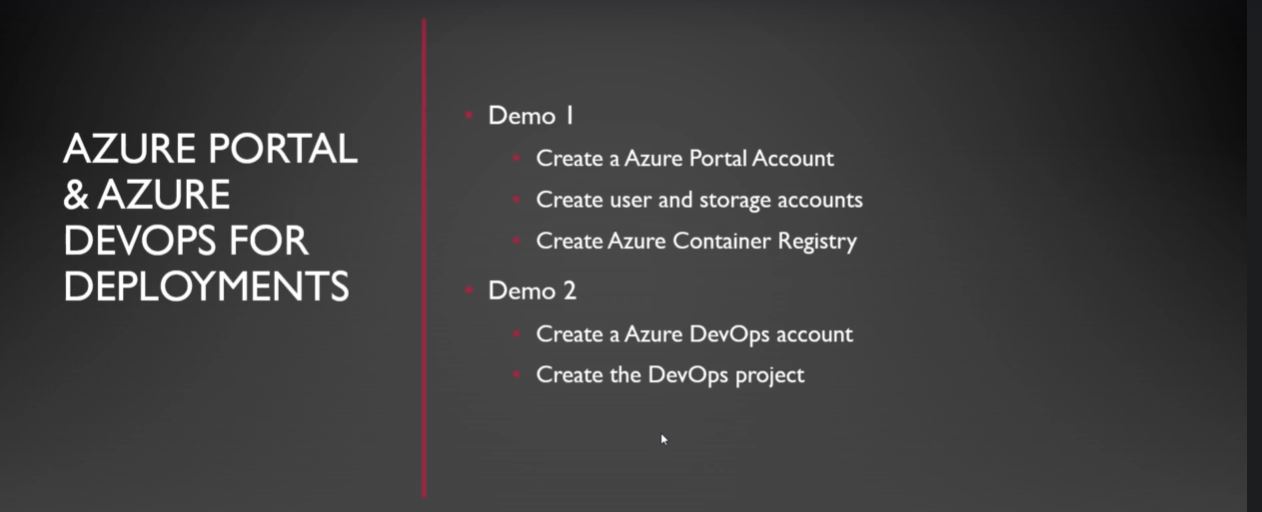 AZURE PORTAL
& AZURE
DEVOPS FOR
DEPLOYMENTS
Demo 1
Create a Azure Portal Account
Create user and storage accounts
Create Azure Container Registry
Demo 2
Create a Azure DevOps account
Create the DevOps project